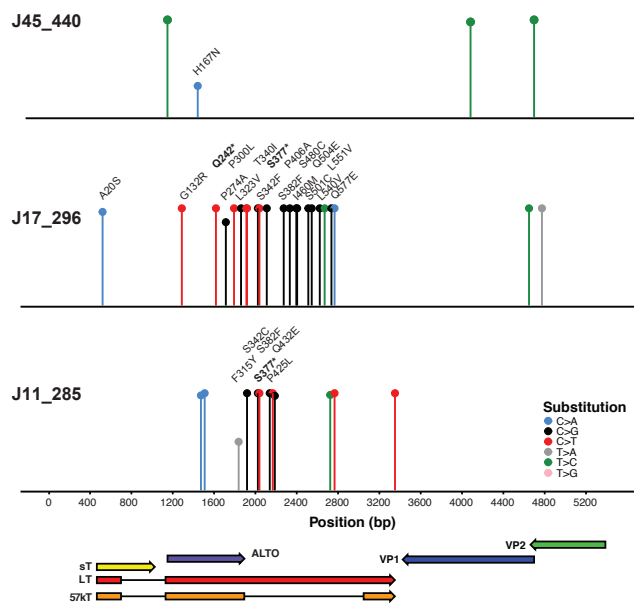 J45_440
H167N
J17_296
A20S
G132R
Q242*
P274A
P300L
L323V
T340I
S342F
S377*
S382F
P406A
I460M
S480C
S501C
Q504E
L540V
L551V
Q577E
J11_285
F315Y
S342C
S377*
S382F
P425L
Q432E
Substitution
C>A
C>G
C>T
T>A
T>C
T>G
0 400 800 1200 1600 2000 2400 2800 3200 3600 4000 4400 4800 5200
Position (bp)
sT
ALTO
VP1
VP2
LT
57kT